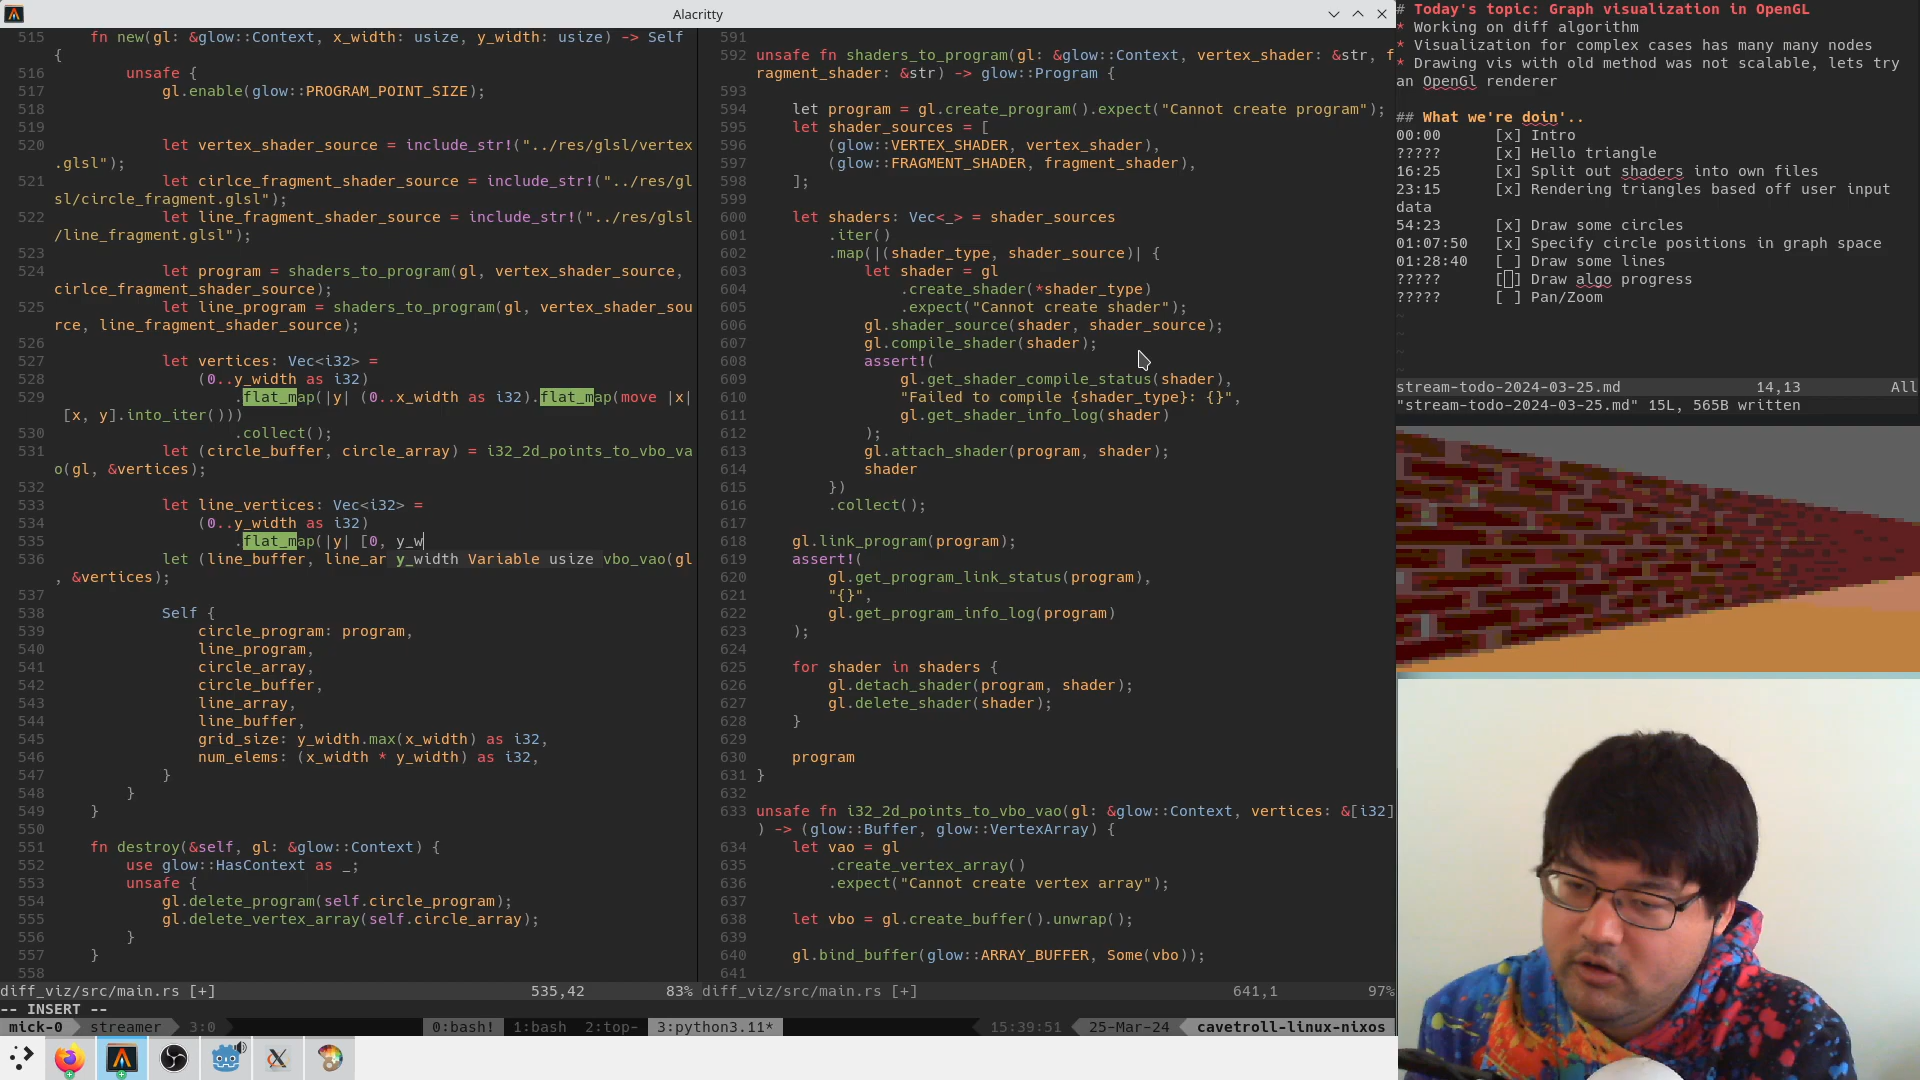 Alacritty
515     fn new(gl: &glow::Context, x_width: usize, y_width: usize) -> Self
{
516         unsafe {
517             gl.enable(glow::PROGRAM_POINT_SIZE);
518
519
520             let vertex_shader_source = include_str!("../res/glsl/vertex
.glsl");
521             let cirlce_fragment_shader_source = include_str!("../res/gl
sl/circle_fragment.glsl");
522             let line_fragment_shader_source = include_str!("../res/glsl
/line_fragment.glsl");
523
524             let program = shaders_to_program(gl, vertex_shader_source,
cirlce_fragment_shader_source);
525             let line_program = shaders_to_program(gl, vertex_shader_sou
rce, line_fragment_shader_source);
526
527             let vertices: Vec<i32> =
528                 (0..y_width as i32)
529                     .flat_map(|y| (0..x_width as i32).flat_map(move |x|
[x, y].into_iter()))
530                     .collect();
531             let (circle_buffer, circle_array) = i32_2d_points_to_vbo_va
o(gl, &vertices);
532
533             let line_vertices: Vec<i32> =
534                 (0..y_width as i32)
535                     .flat_map(|y| [0, y_w
536             let (line_buffer, line_ar y_width Variable usize vbo_vao(gl
, &vertices);
537
538             Self {
539                 circle_program: program,
540                 line_program,
541                 circle_array,
542                 circle_buffer,
543                 line_array,
544                 line_buffer,
545                 grid_size: y_width.max(x_width) as i32,
546                 num_elems: (x_width * y_width) as i32,
547             }
548         }
549     }
550
551     fn destroy(&self, gl: &glow::Context) {
552         use glow::HasContext as _;
553         unsafe {
554             gl.delete_program(self.circle_program);
555             gl.delete_vertex_array(self.circle_array);
556         }
557     }
558
diff_viz/src/main.rs [+] 535,42 83%
591
592 unsafe fn shaders_to_program(gl: &glow::Context, vertex_shader: &str, f
ragment_shader: &str) -> glow::Program {
593
594     let program = gl.create_program().expect("Cannot create program");
595     let shader_sources = [
596         (glow::VERTEX_SHADER, vertex_shader),
597         (glow::FRAGMENT_SHADER, fragment_shader),
598     ];
599
600     let shaders: Vec<_> = shader_sources
601         .iter()
602         .map(|(shader_type, shader_source)| {
603             let shader = gl
604                 .create_shader(*shader_type)
605                 .expect("Cannot create shader");
606             gl.shader_source(shader, shader_source);
607             gl.compile_shader(shader);
608             assert!(
609                 gl.get_shader_compile_status(shader),
610                 "Failed to compile {shader_type}: {}",
611                 gl.get_shader_info_log(shader)
612             );
613             gl.attach_shader(program, shader);
614             shader
615         })
616         .collect();
617
618     gl.link_program(program);
619     assert!(
620         gl.get_program_link_status(program),
621         "{}",
622         gl.get_program_info_log(program)
623     );
624
625     for shader in shaders {
626         gl.detach_shader(program, shader);
627         gl.delete_shader(shader);
628     }
629
630     program
631 }
632
633 unsafe fn i32_2d_points_to_vbo_vao(gl: &glow::Context, vertices: &[i32]
) -> (glow::Buffer, glow::VertexArray) {
634     let vao = gl
635         .create_vertex_array()
636         .expect("Cannot create vertex array");
637
638     let vbo = gl.create_buffer().unwrap();
639
640     gl.bind_buffer(glow::ARRAY_BUFFER, Some(vbo));
641
diff_viz/src/main.rs [+] 641,1 97%
-- INSERT --
mick-0 streamer 3:0 0:bash! 1:bash 2:top- 3:python3.11* 15:39:51 25-Mar-24 cavetroll-linux-nixos
# Today's topic: Graph visualization in OpenGL
* Working on diff algorithm
* Visualization for complex cases has many many nodes
* Drawing vis with old method was not scalable, lets try
an OpenGl renderer
## What we're doin'..
00:00 [x] Intro
????? [x] Hello triangle
16:25 [x] Split out shaders into own files
23:15 [x] Rendering triangles based off user input
data
54:23 [x] Draw some circles
01:07:50 [x] Specify circle positions in graph space
01:28:40 [ ] Draw some lines
????? [ ] Draw algo progress
????? [ ] Pan/Zoom
~
~
~
~
stream-todo-2024-03-25.md 14,13 All
"stream-todo-2024-03-25.md" 15L, 565B written